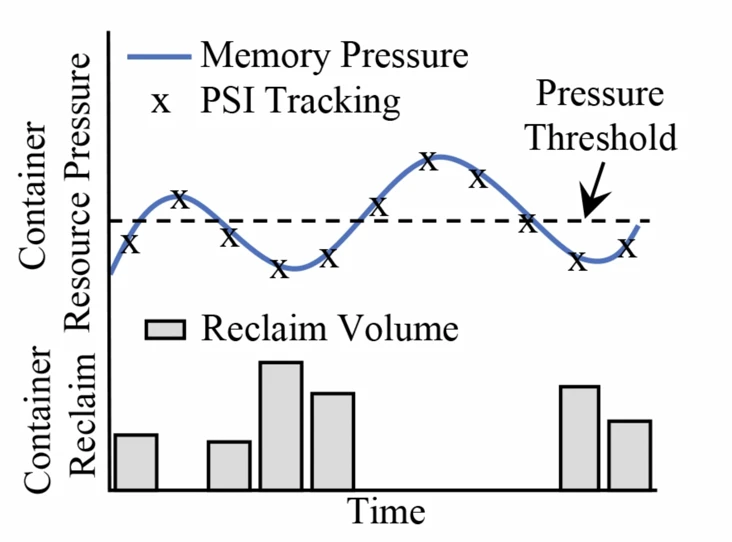 Memory Pressure
x PSI Tracking
Pressure
Threshold
Container
Resource Pressure
Reclaim Volume
Container
Reclaim
Time